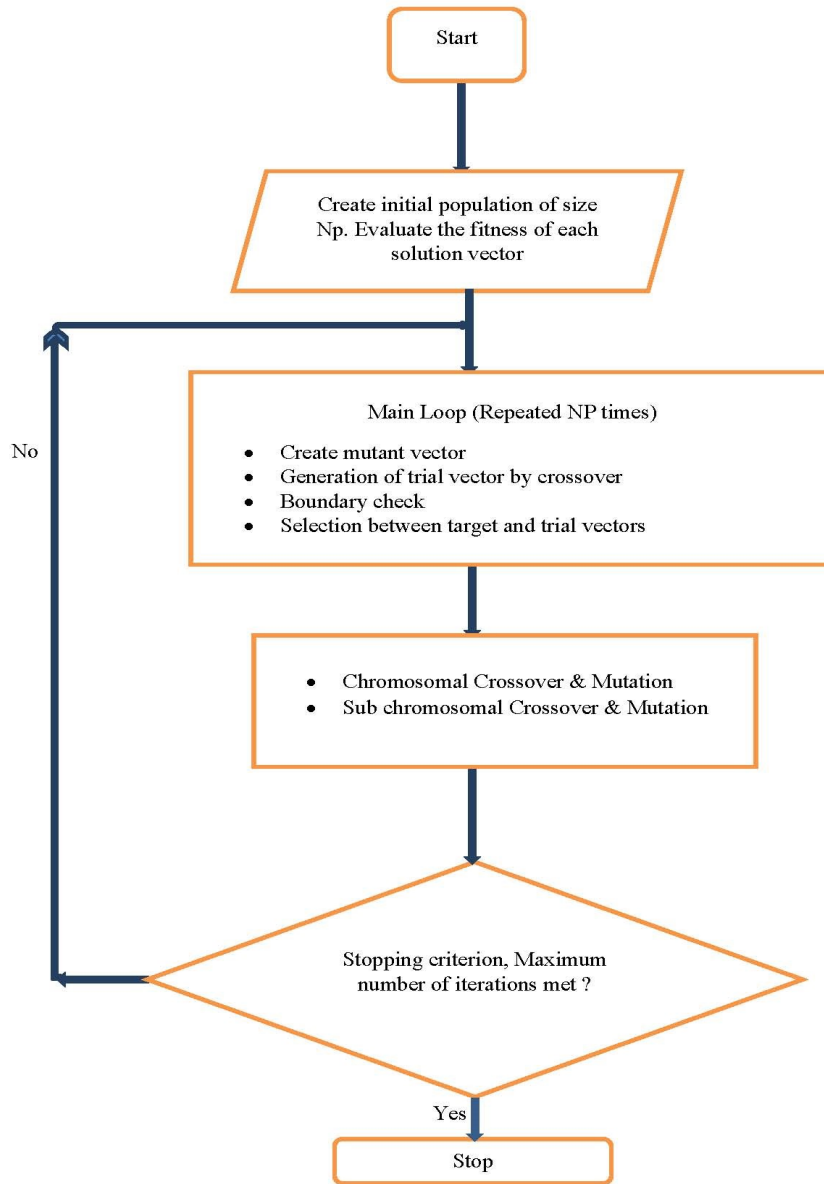 Start
Create initial population of size
Np. Evaluate the fitness of each
solution vector
No
Main Loop (Repeated NP times)
• Create mutant vector
• Generation of trial vector by crossover
• Boundary check
• Selection between target and trial vectors
• Chromosomal Crossover & Mutation
• Sub chromosomal Crossover & Mutation
Stopping criterion, Maximum
number of iterations met ?
Yes
Stop